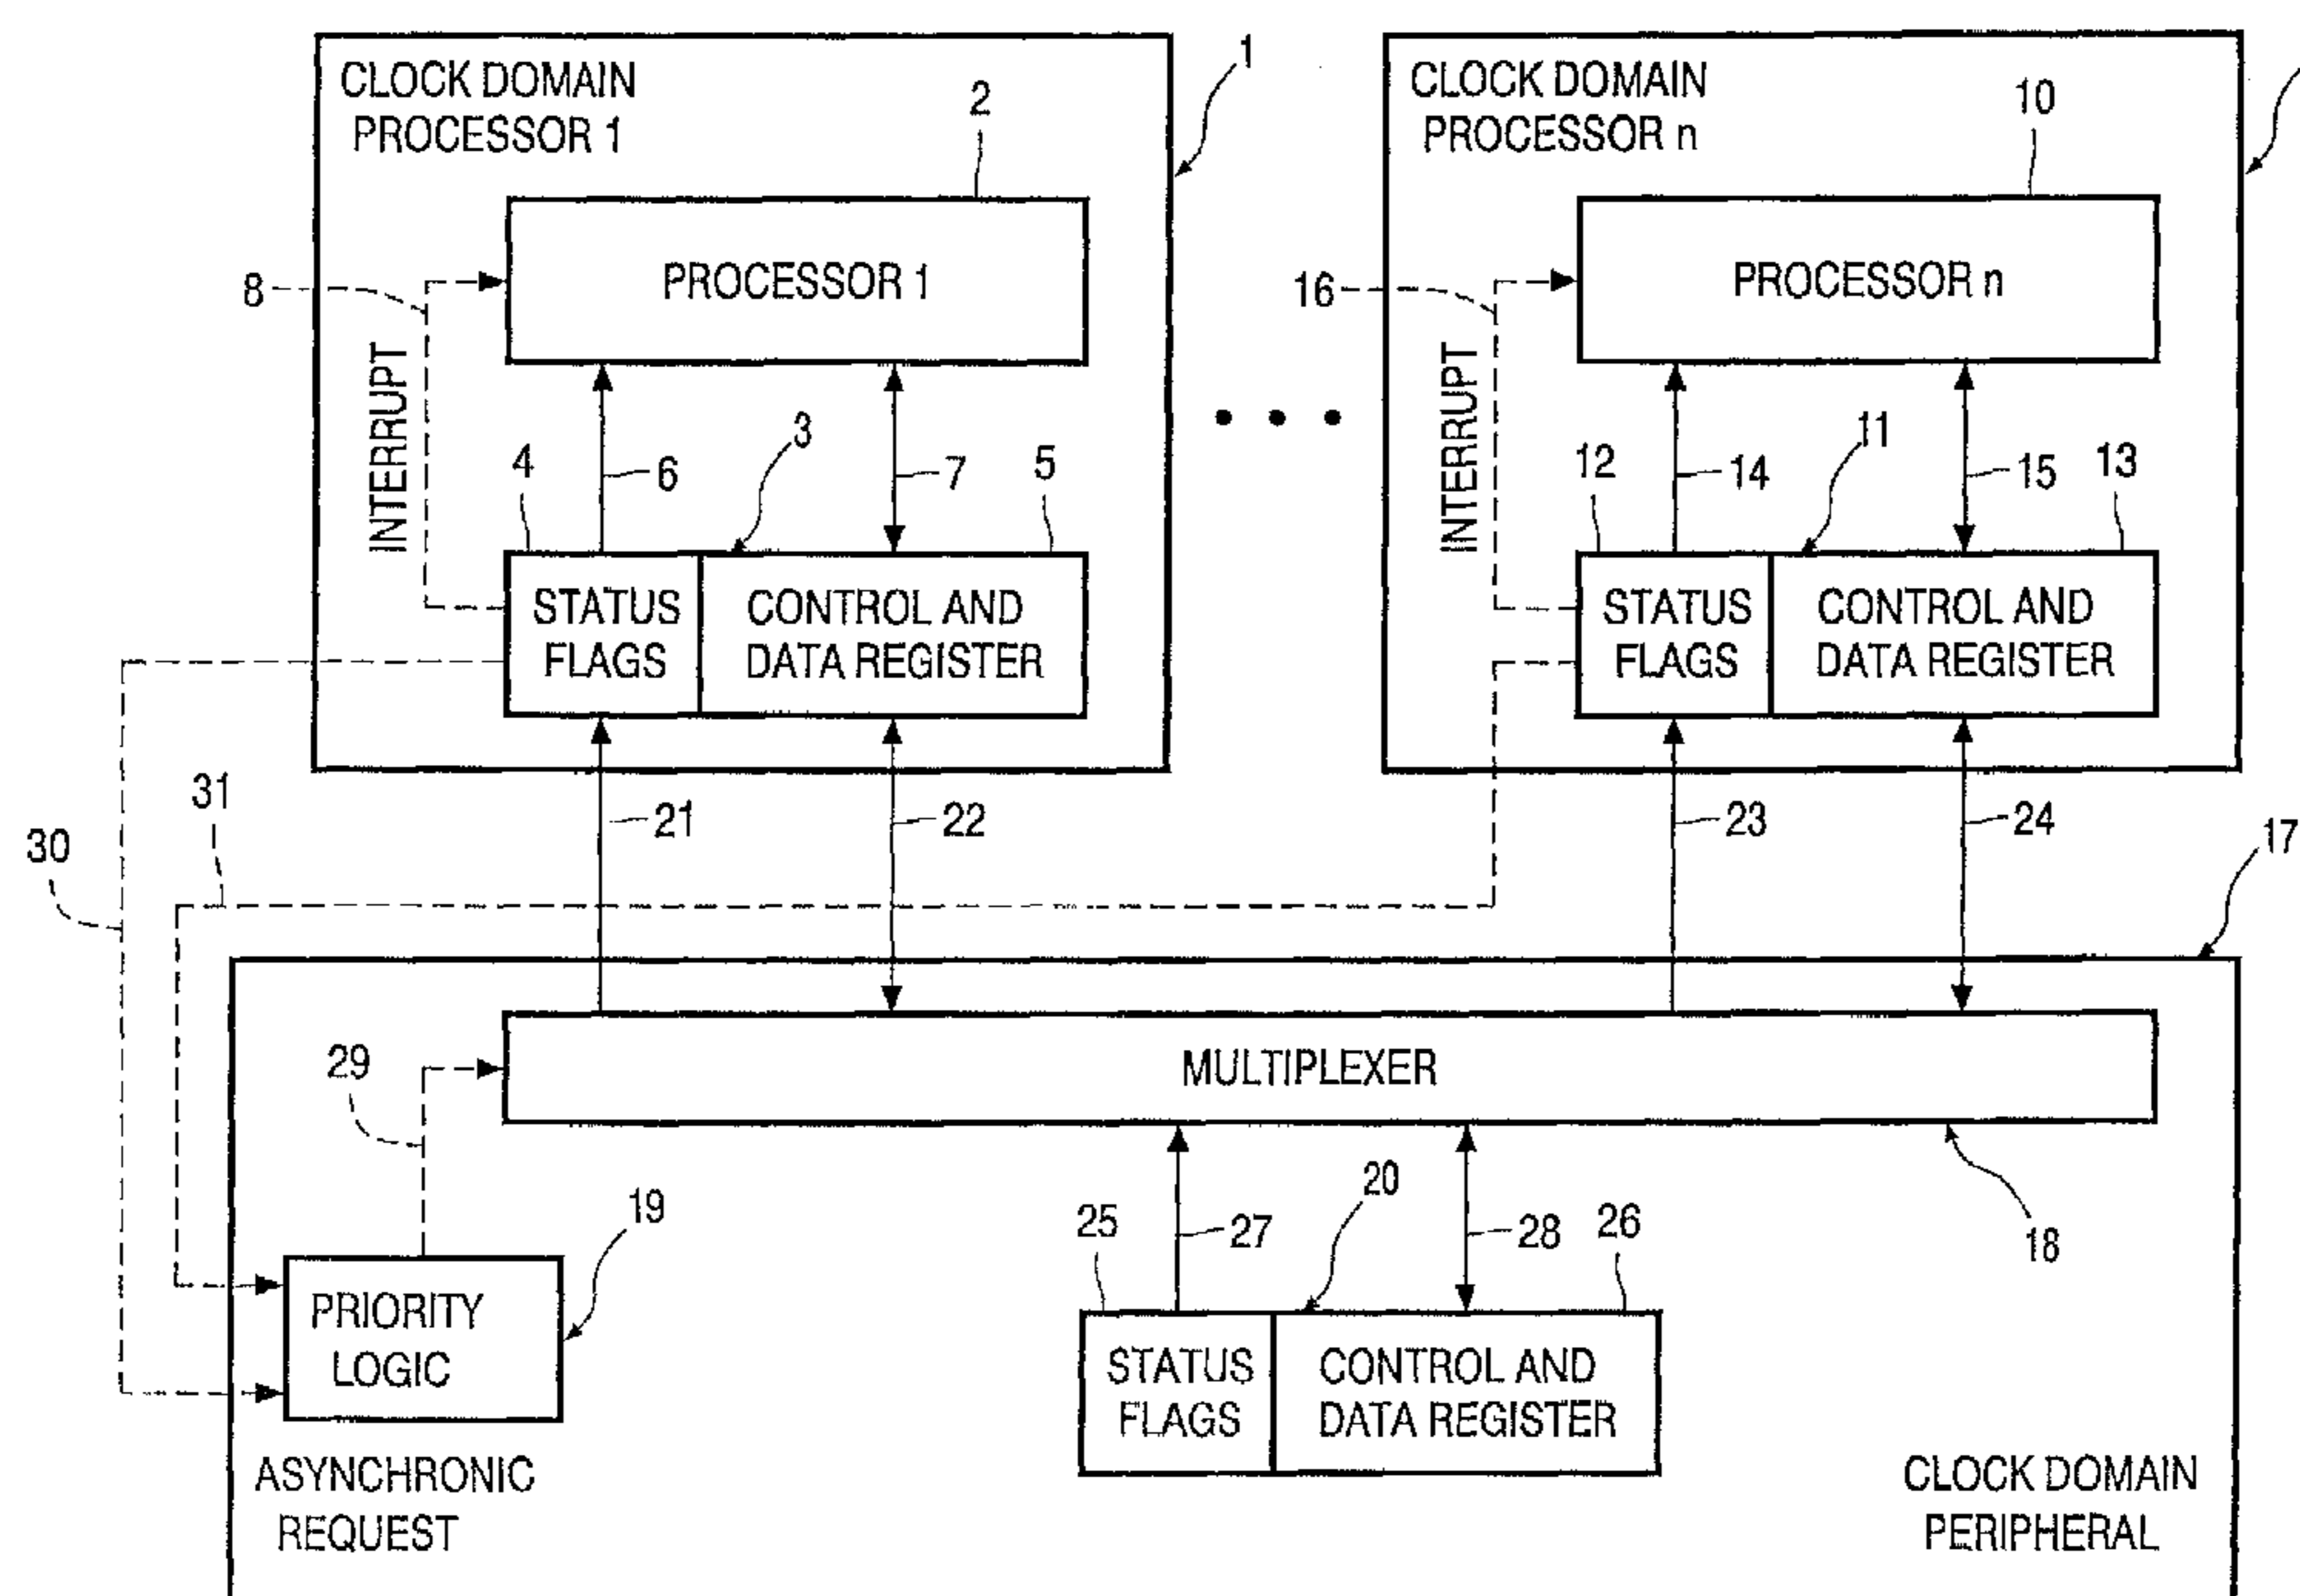 CLOCK DOMAIN
PROCESSOR 1
1
2
PROCESSOR 1
8
INTERRUPT
3
4
6
7
5
STATUS
FLAGS
CONTROL AND
DATA REGISTER
CLOCK DOMAIN
PROCESSOR n
10
PROCESSOR n
16
INTERRUPT
11
12
14
15
13
STATUS
FLAGS
CONTROL AND
DATA REGISTER
21
22
23
24
31
30
17
MULTIPLEXER
29
18
19
20
PRIORITY
LOGIC
25
27
28
26
STATUS
FLAGS
CONTROL AND
DATA REGISTER
ASYNCHRONIC
REQUEST
CLOCK DOMAIN
PERIPHERAL